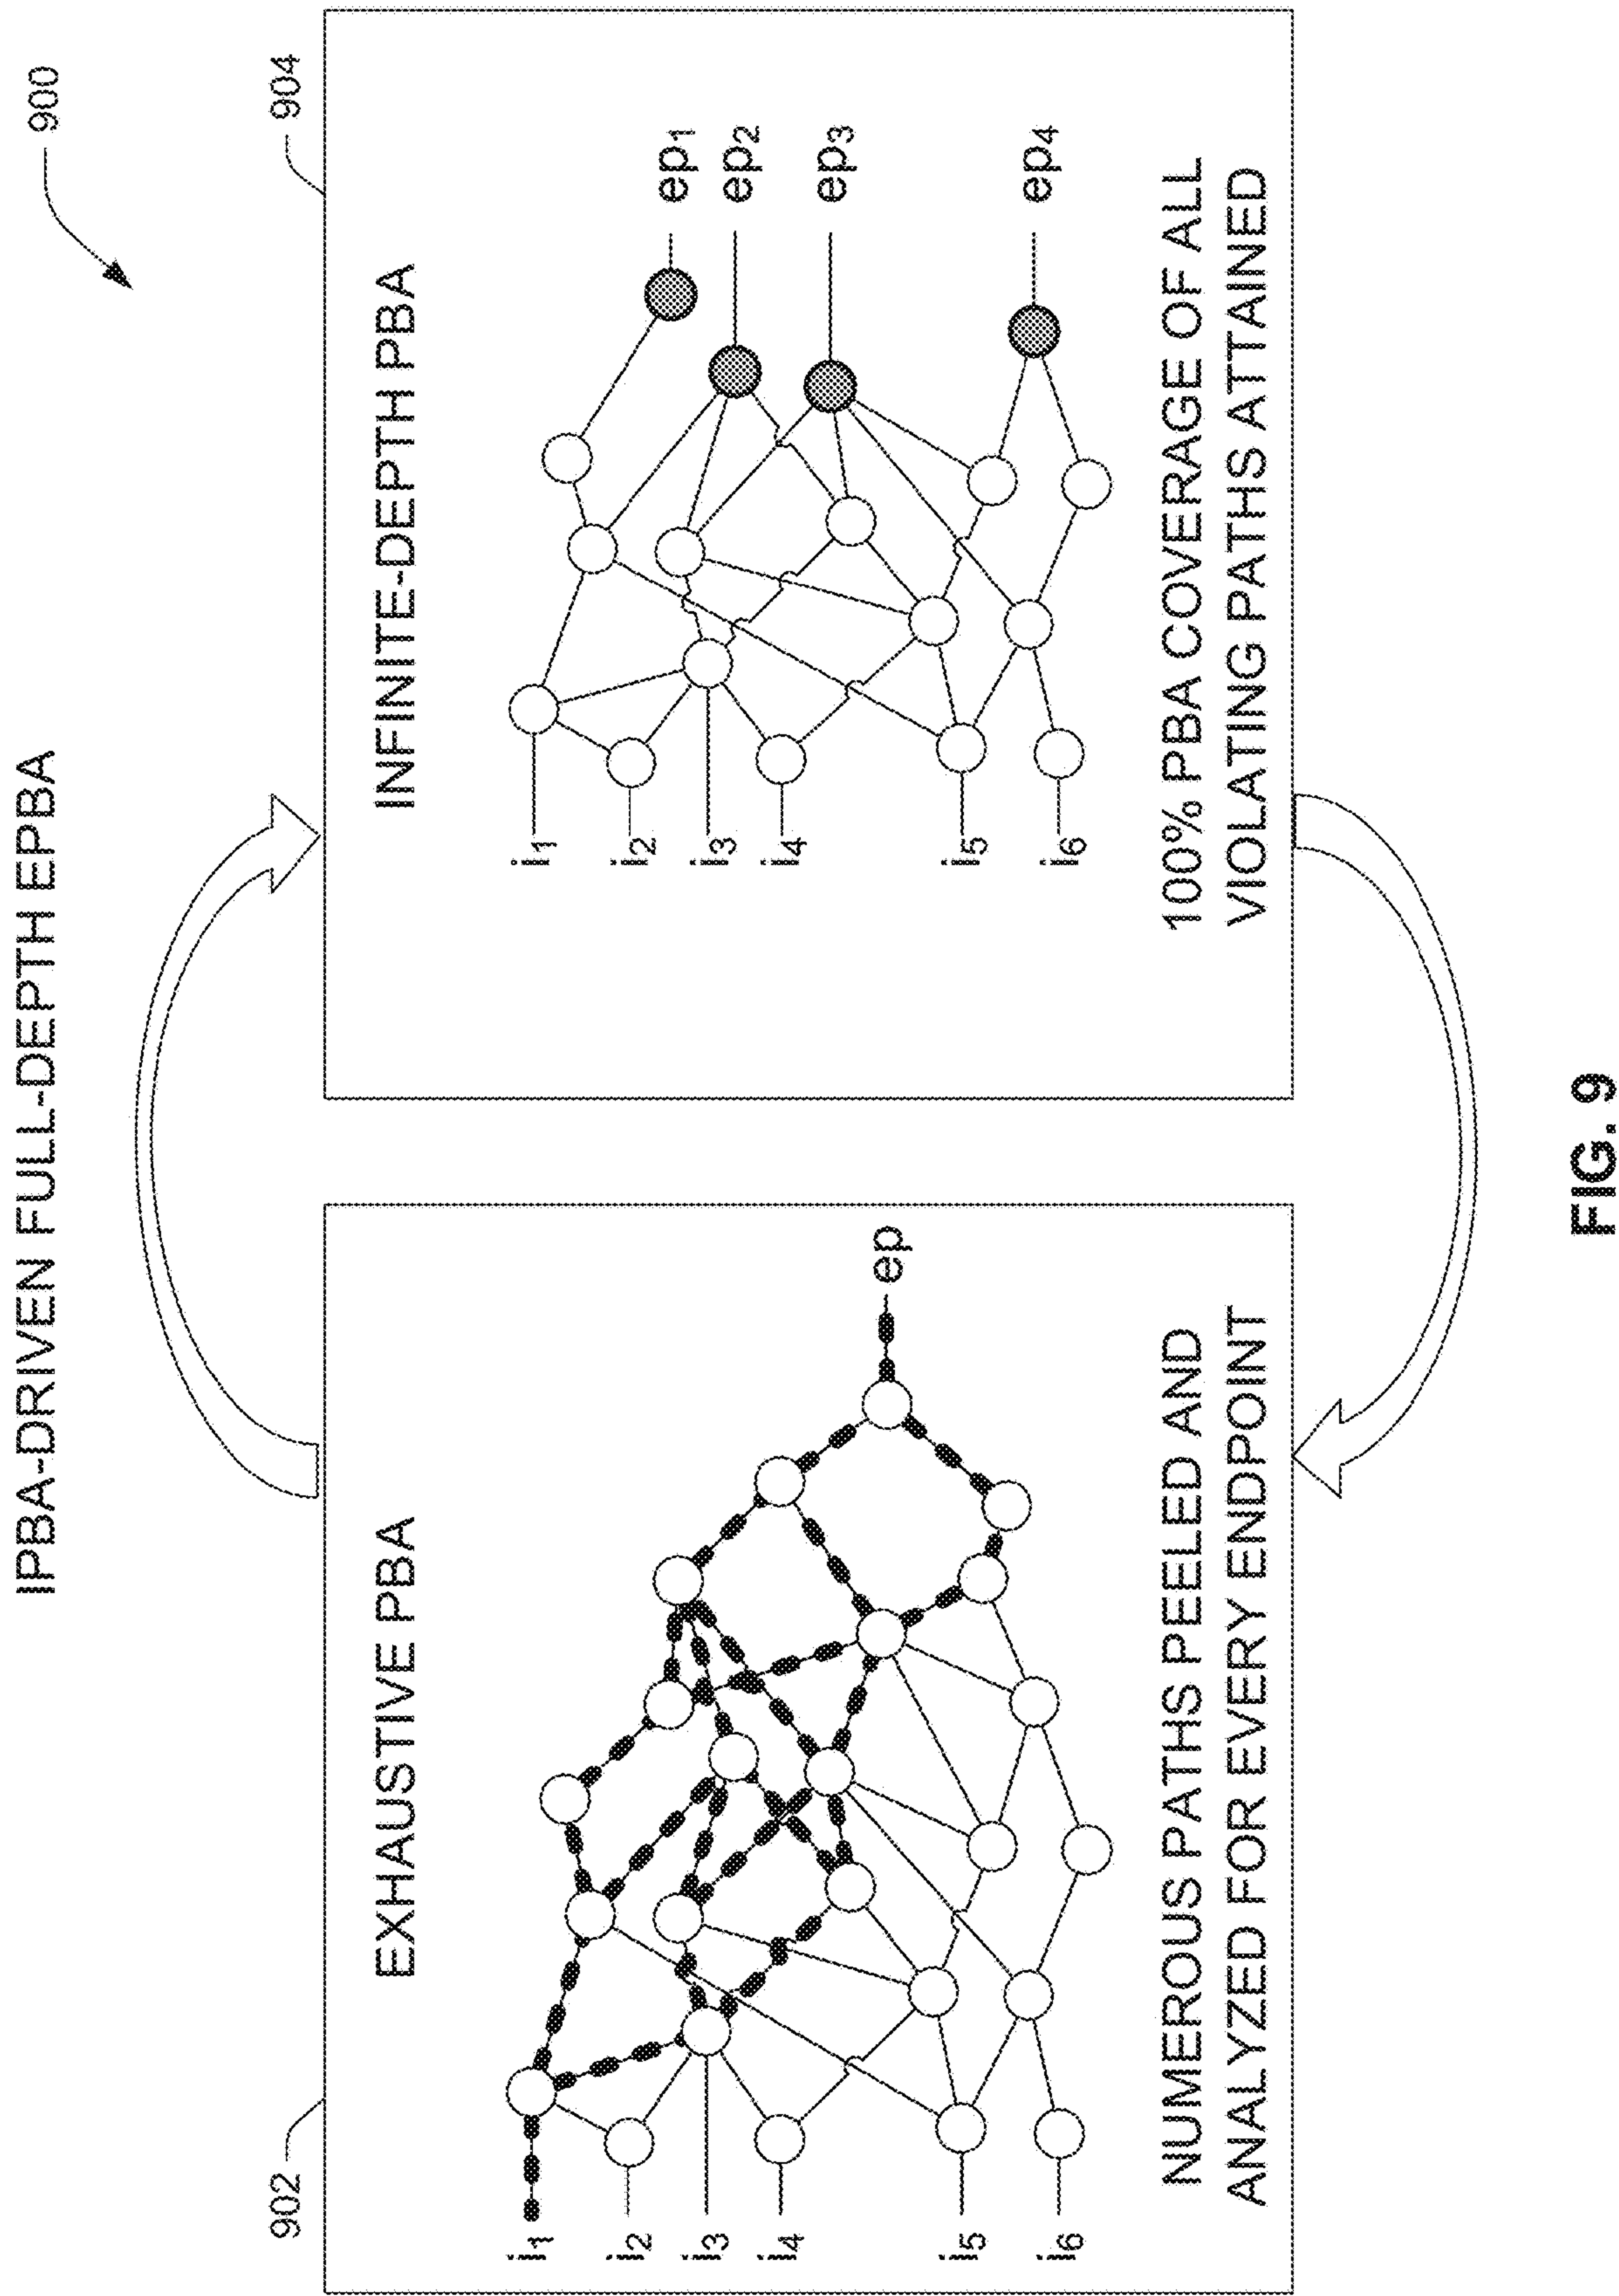 IPBA-DRIVEN FULL-DEPTH EPBA
900
902
EXHAUSTIVE PBA
i1
i2
i3
i4
i5
i6
ep
NUMEROUS PATHS PEELED AND
ANALYZED FOR EVERY ENDPOINT
904
INFINITE-DEPTH PBA
i1
i2
i3
i4
i5
i6
ep1
ep2
ep3
ep4
100% PBA COVERAGE OF ALL
VIOLATING PATHS ATTAINED
FIG. 9